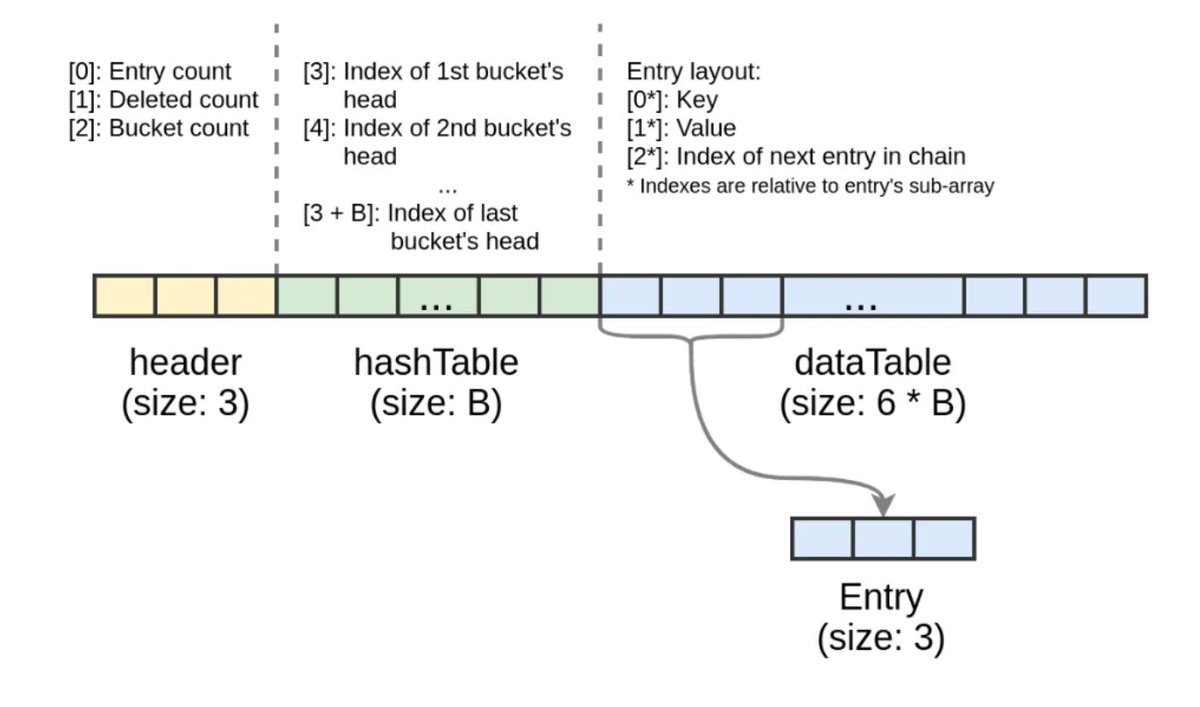 [0]: Entry count
[1]: Deleted count
[2]: Bucket count
[3]: Index of 1st bucket's
head
[4]: Index of 2nd bucket's
head
...
[3 + B]: Index of last
bucket's head
Entry layout:
[0*]: Key
[1*]: Value
[2*]: Index of next entry in chain
* Indexes are relative to entry's sub-array
...
...
header
(size: 3)
hashTable
(size: B)
dataTable
(size: 6 * B)
Entry
(size: 3)